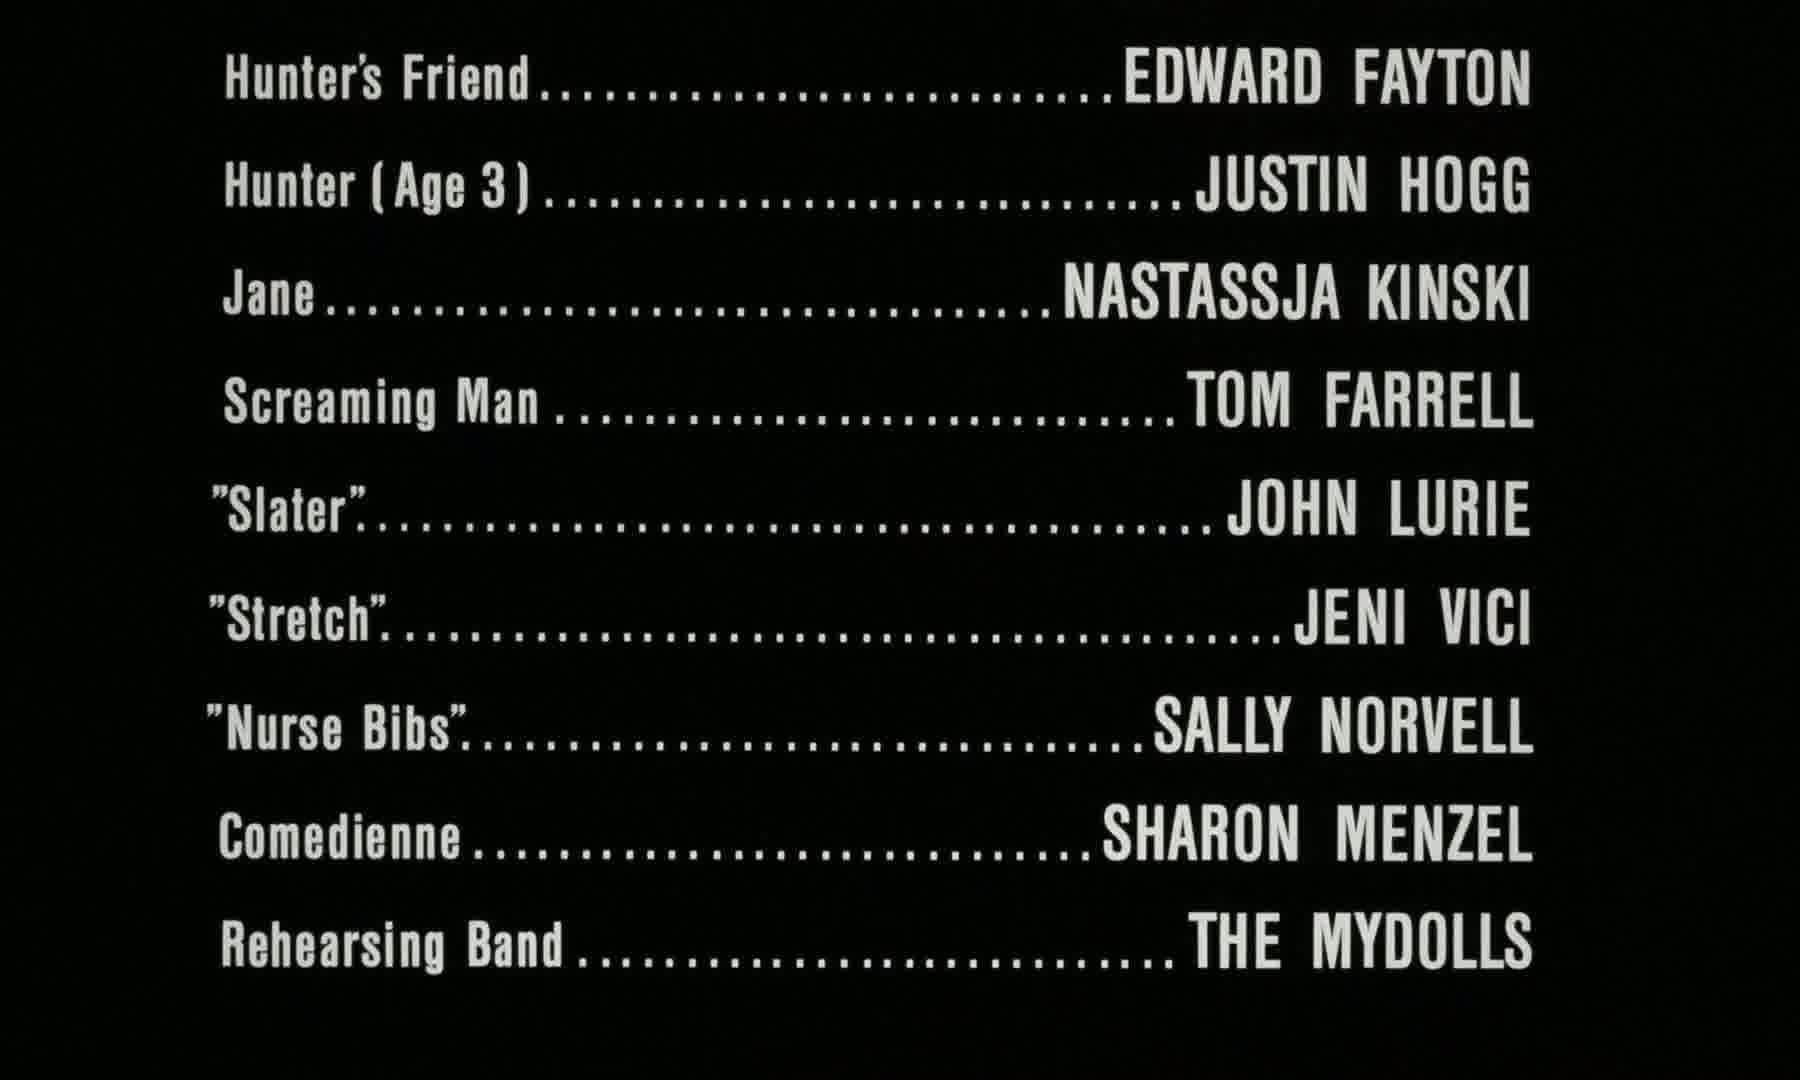 Hunter's Friend...........................EDWARD FAYTON
Hunter (Age 3)..............................JUSTIN HOGG
Jane..................................NASTASSJA KINSKI
Screaming Man.............................TOM FARRELL
"Slater"........................................JOHN LURIE
"Stretch"..........................................JENI VICI
"Nurse Bibs"................................SALLY NORVELL
Comedienne.............................SHARON MENZEL
Rehearsing Band............................THE MYDOLLS